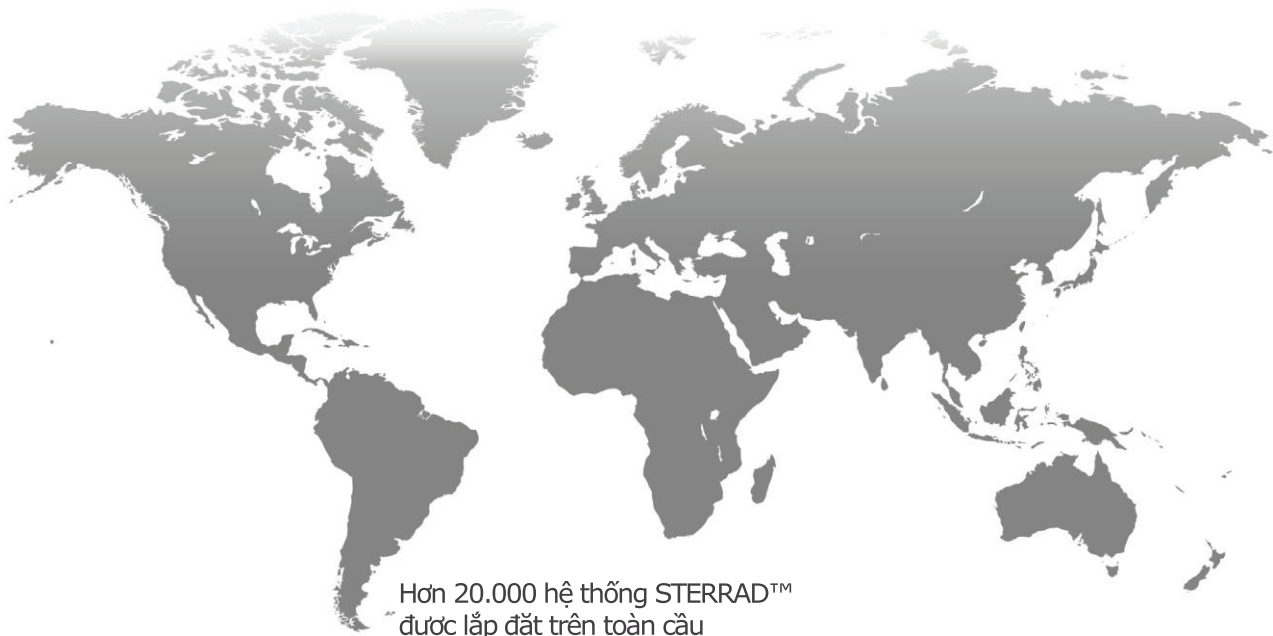 Hơn 20.000 hệ thống STERRAD™
được lắp đặt trên toàn cầu